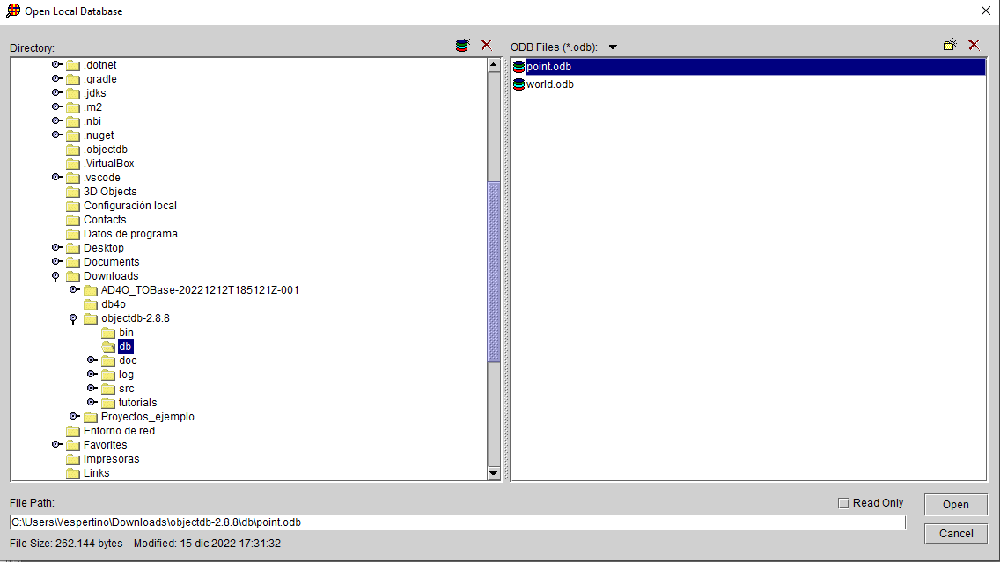 Open Local Database
Directory:
.dotnet
.gradle
.jdks
.m2
.nbi
.nuget
.objectdb
.VirtualBox
.vscode
3D Objects
Configuración local
Contacts
Datos de programa
Desktop
Documents
Downloads
AD4O_TOBase-20221212T185121Z-001
db4o
objectdb-2.8.8
bin
db
doc
log
src
tutorials
Proyectos_ejemplo
Entorno de red
Favorites
Impresoras
Links
ODB Files (*.odb):
point.odb
world.odb
File Path:
Read Only
Open
C:\Users\Vespertino\Downloads\objectdb-2.8.8\db\point.odb
Cancel
File Size: 262.144 bytes Modified: 15 dic 2022 17:31:32